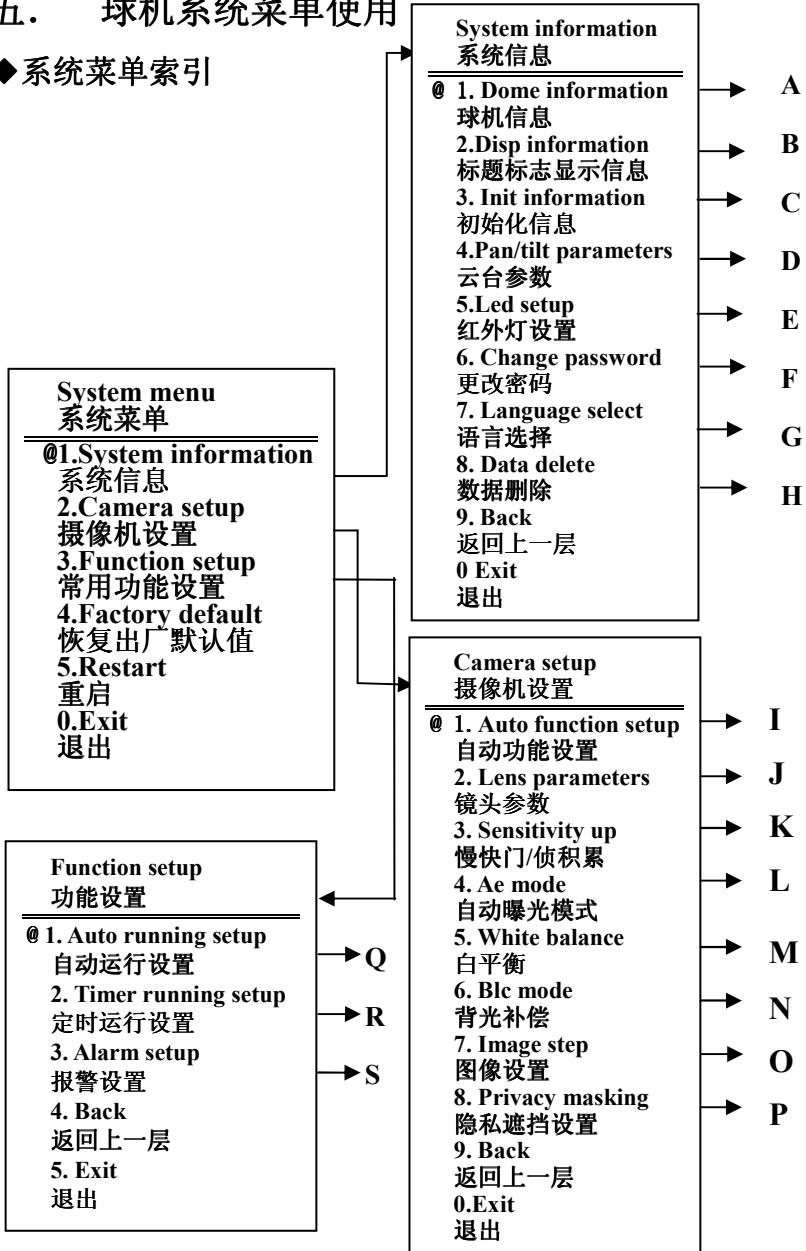 五. 球机系统菜单使用
◆系统菜单索引
System information
系统信息
@ 1. Dome information
球机信息
2.Disp information
标题标志显示信息
3. Init information
初始化信息
4.Pan/tilt parameters
云台参数
5.Led setup
红外灯设置
6. Change password
更改密码
7. Language select
语言选择
8. Data delete
数据删除
9. Back
返回上一层
0 Exit
退出
A
B
C
D
E
F
G
H
System menu
系统菜单
@1.System information
系统信息
2.Camera setup
摄像机设置
3.Function setup
常用功能设置
4.Factory default
恢复出厂默认值
5.Restart
重启
0.Exit
退出
Camera setup
摄像机设置
@ 1. Auto function setup
自动功能设置
2. Lens parameters
镜头参数
3. Sensitivity up
慢快门/侦积累
4. Ae mode
自动曝光模式
5. White balance
白平衡
6. Blc mode
背光补偿
7. Image step
图像设置
8. Privacy masking
隐私遮挡设置
9. Back
返回上一层
0.Exit
退出
I
J
K
L
M
N
O
P
Function setup
功能设置
@ 1. Auto running setup
自动运行设置
2. Timer running setup
定时运行设置
3. Alarm setup
报警设置
4. Back
返回上一层
5. Exit
退出
Q
R
S